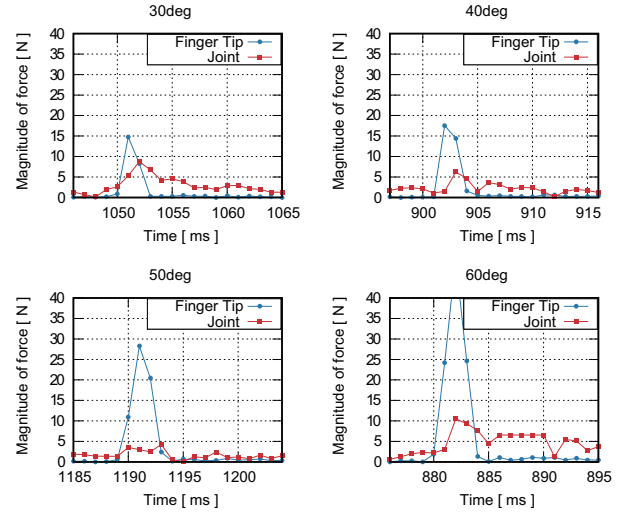 30deg
40
35
30
25
20
15
10
5
0
Magnitude of force [ N ]
Finger Tip
Joint
1050 1055 1060 1065
Time [ ms ]
40deg
40
35
30
25
20
15
10
5
0
Magnitude of force [ N ]
Finger Tip
Joint
900 905 910 915
Time [ ms ]
50deg
40
35
30
25
20
15
10
5
0
Magnitude of force [ N ]
Finger Tip
Joint
1185 1190 1195 1200
Time [ ms ]
60deg
40
35
30
25
20
15
10
5
0
Magnitude of force [ N ]
Finger Tip
Joint
880 885 890 895
Time [ ms ]